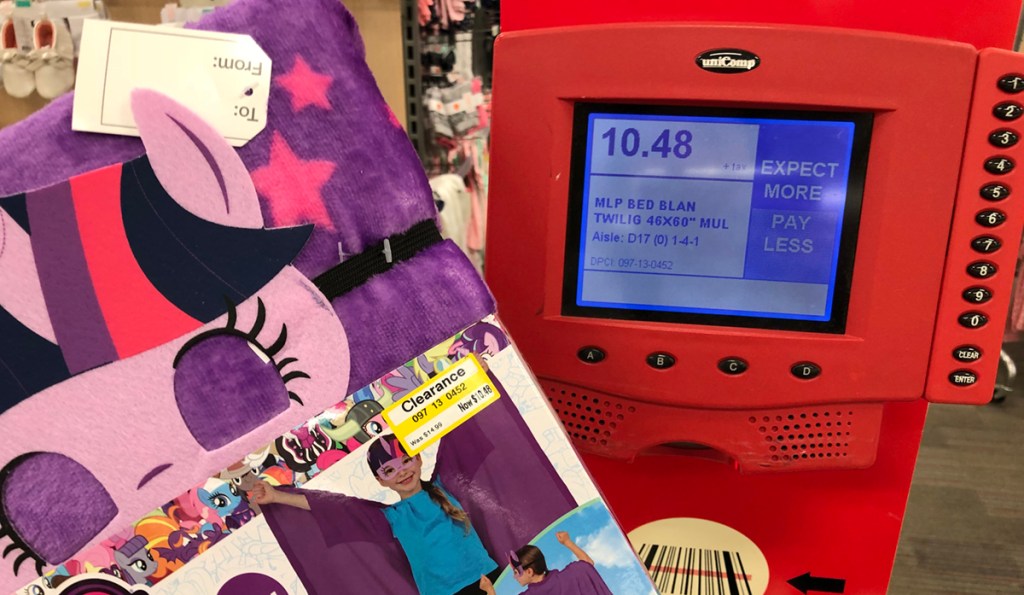 To:
From:
Clearance
097 13 0452
Was $14.99
Now $10.48
uniComp
10.48
MLP BED BLAN
TWILIG 46X60" MUL
Aisle: D17 (0) 1-4-1
DPCI: 097-13-0452
EXPECT
MORE
PAY
LESS
1
2
3
4
5
6
7
8
9
0
CLEAR
ENTER
A
B
C
D